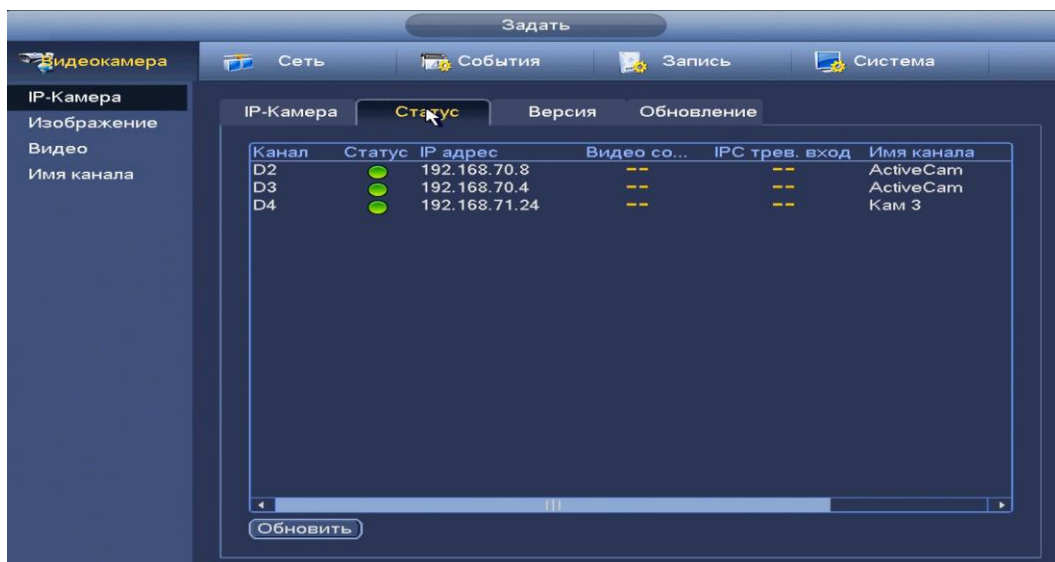 Задать
Видеокамера Сеть События Запись Система
IP-Камера
Изображение
Видео
Имя канала
IP-Камера Статус Версия Обновление
Канал Статус IP адрес Видео со... IPC трев. вход Имя канала
D2 192.168.70.8 -- -- ActiveCam
D3 192.168.70.4 -- -- ActiveCam
D4 192.168.71.24 -- -- Кам 3
Обновить